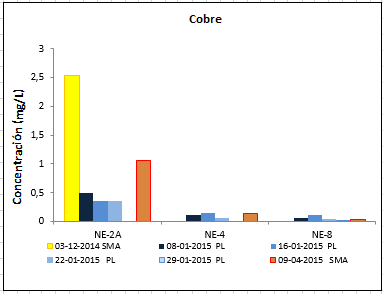 Cobre
Concentración (mg/L)
3
2,5
2
1,5
1
0,5
0
NE-2A NE-4 NE-8
03-12-2014 SMA 08-01-2015 PL 16-01-2015 PL
22-01-2015 PL 29-01-2015 PL 09-04-2015 SMA